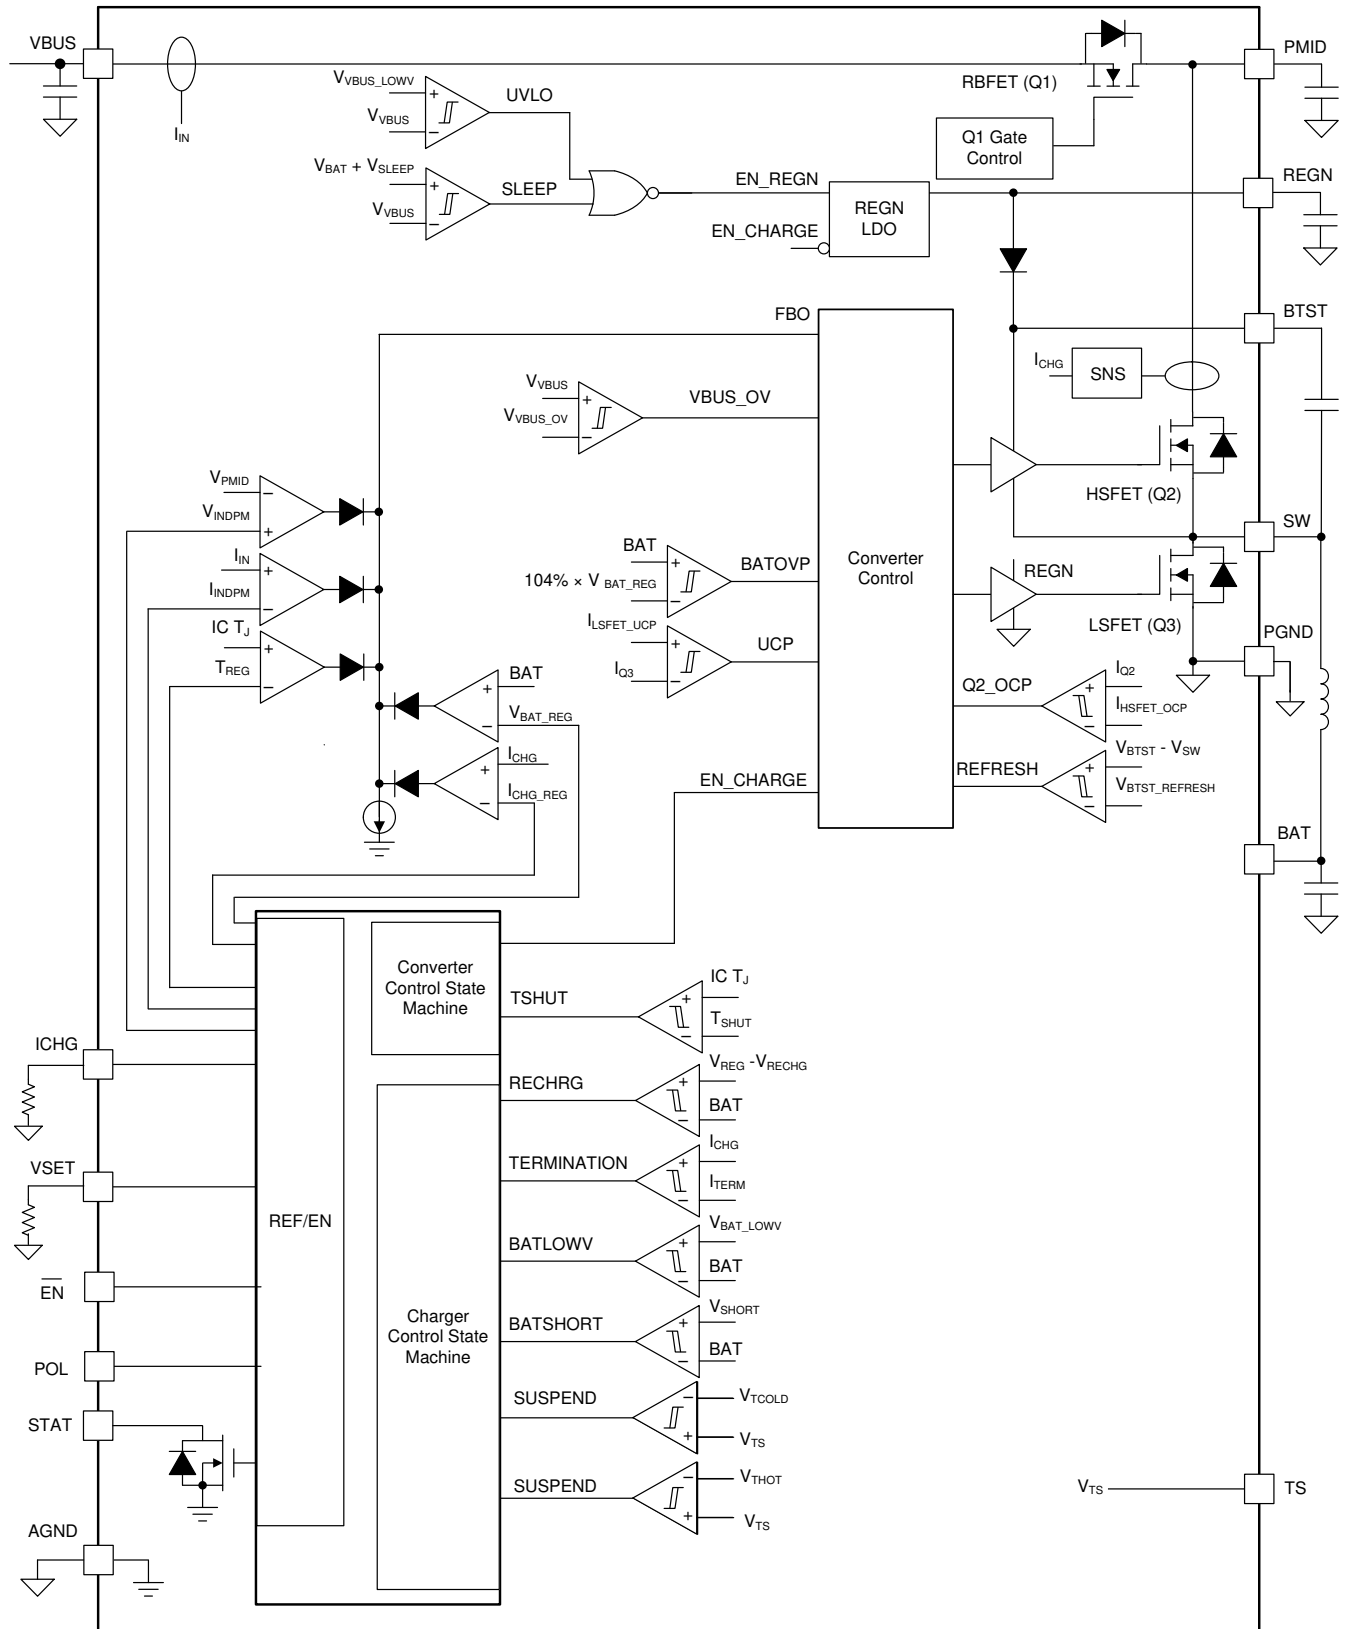 VBUS
PMID
V_VBUS_LOWV
+
UVLO
V_VBUS
−
I_IN
RBFET (Q1)
Q1 Gate
Control
V_BAT + V_SLEEP
+
SLEEP
V_VBUS
−
EN_REGN
REGN
LDO
EN_CHARGE
REGN
FBO
BTST
I_CHG
SNS
V_VBUS
+
VBUS_OV
V_VBUS_OV
−
V_PMID
−
V_INDPM
+
HSFET (Q2)
SW
I_IN
+
I_INDPM
−
BAT
+
BATOVP
104% × V_BAT_REG
−
Converter
Control
REGN
LSFET (Q3)
PGND
IC T_J
+
T_REG
−
I_LSFET_UCP
+
UCP
I_Q3
−
BAT
+
V_BAT_REG
−
Q2_OCP
I_Q2
+
I_HSFET_OCP
−
I_CHG
+
I_CHG_REG
−
EN_CHARGE
REFRESH
V_BTST - V_SW
+
V_BTST_REFRESH
−
BAT
Converter
Control State
Machine
TSHUT
IC T_J
+
T_SHUT
−
ICHG
RECHRG
V_REG -V_RECHG
+
BAT
−
VSET
TERMINATION
I_CHG
+
I_TERM
−
REF/EN
BATLOWV
V_BAT_LOWV
+
BAT
−
EN
Charger
Control State
Machine
BATSHORT
V_SHORT
+
BAT
−
POL
STAT
SUSPEND
−
V_TCOLD
+
V_TS
SUSPEND
−
V_THOT
+
V_TS
V_TS
TS
AGND